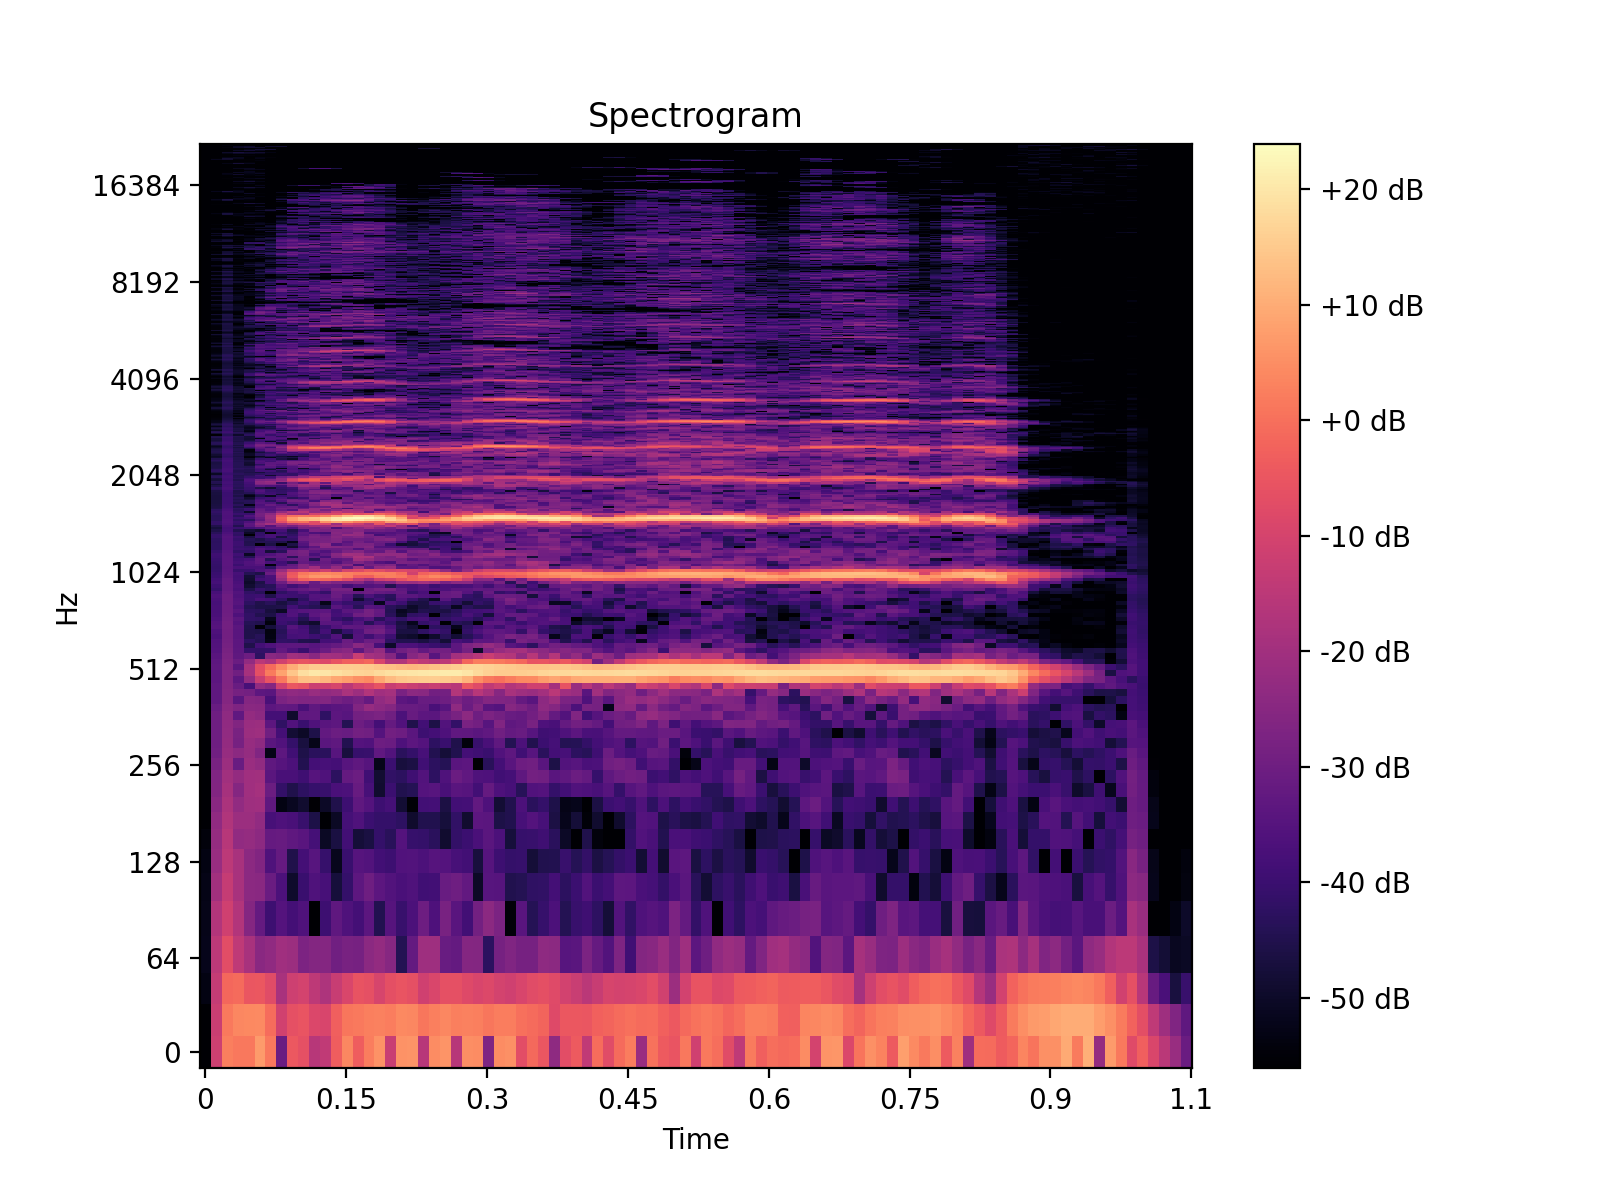 Spectrogram
16384
8192
4096
2048
1024
512
256
128
64
0
Hz
0 0.15 0.3 0.45 0.6 0.75 0.9 1.1
Time
+20 dB
+10 dB
+0 dB
-10 dB
-20 dB
-30 dB
-40 dB
-50 dB